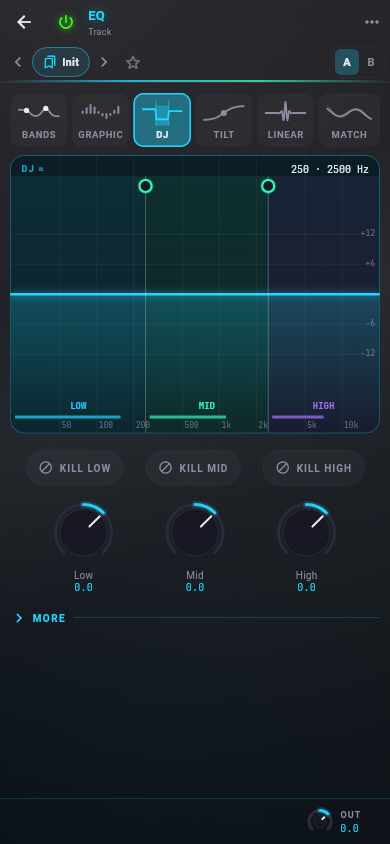 EQ
Track
Init
A B
BANDS GRAPHIC DJ TILT LINEAR MATCH
DJ ≈ 250 · 2500 Hz
+12
+6
-6
-12
LOW MID HIGH
50 100 200 500 1k 2k 5k 10k
KILL LOW KILL MID KILL HIGH
Low Mid High
0.0 0.0 0.0
MORE
OUT
0.0